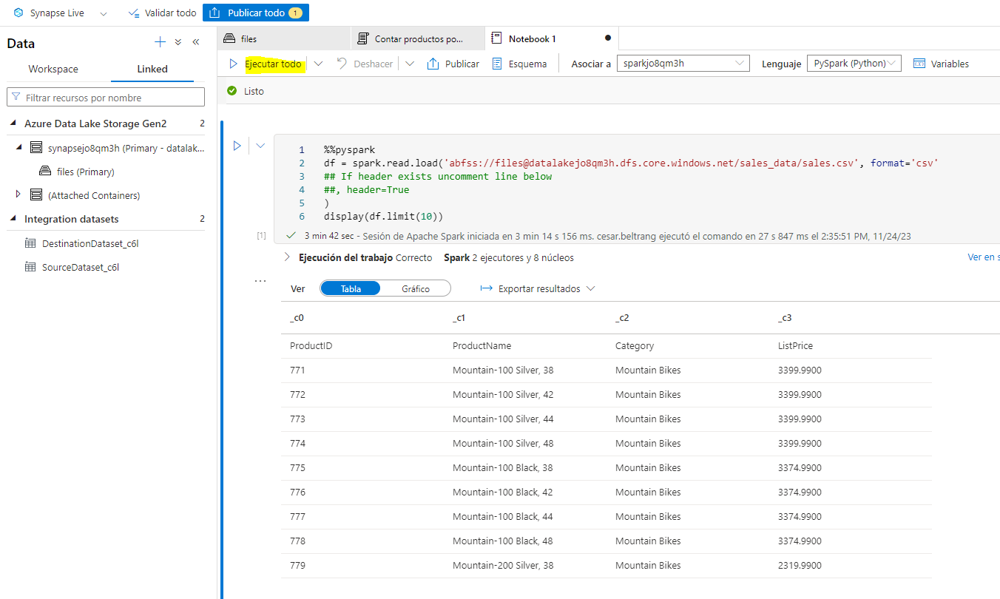 Synapse Live Validar todo Publicar todo 1
Data
Workspace Linked
Filtrar recursos por nombre
Azure Data Lake Storage Gen2 2
synapsejo8qm3h (Primary - datalak...
files (Primary)
(Attached Containers)
Integration datasets 2
DestinationDataset_c6l
SourceDataset_c6l
files Contar productos po... Notebook 1
Ejecutar todo Deshacer Publicar Esquema Asociar a sparkjo8qm3h Lenguaje PySpark (Python) Variables
Listo
1 %%pyspark
2 df = spark.read.load('abfss://files@datalakejo8qm3h.dfs.core.windows.net/sales_data/sales.csv', format='csv'
3 ## If header exists uncomment line below
4 ##, header=True
5 )
6 display(df.limit(10))
[1] 3 min 42 sec - Sesión de Apache Spark iniciada en 3 min 14 s 156 ms. cesar.beltrang ejecutó el comando en 27 s 847 ms el 2:35:51 PM, 11/24/23
Ejecución del trabajo Correcto Spark 2 ejecutores y 8 núcleos Ver en s
Ver Tabla Gráfico Exportar resultados
_c0 _c1 _c2 _c3
ProductID ProductName Category ListPrice
771 Mountain-100 Silver, 38 Mountain Bikes 3399.9900
772 Mountain-100 Silver, 42 Mountain Bikes 3399.9900
773 Mountain-100 Silver, 44 Mountain Bikes 3399.9900
774 Mountain-100 Silver, 48 Mountain Bikes 3399.9900
775 Mountain-100 Black, 38 Mountain Bikes 3374.9900
776 Mountain-100 Black, 42 Mountain Bikes 3374.9900
777 Mountain-100 Black, 44 Mountain Bikes 3374.9900
778 Mountain-100 Black, 48 Mountain Bikes 3374.9900
779 Mountain-200 Silver, 38 Mountain Bikes 2319.9900